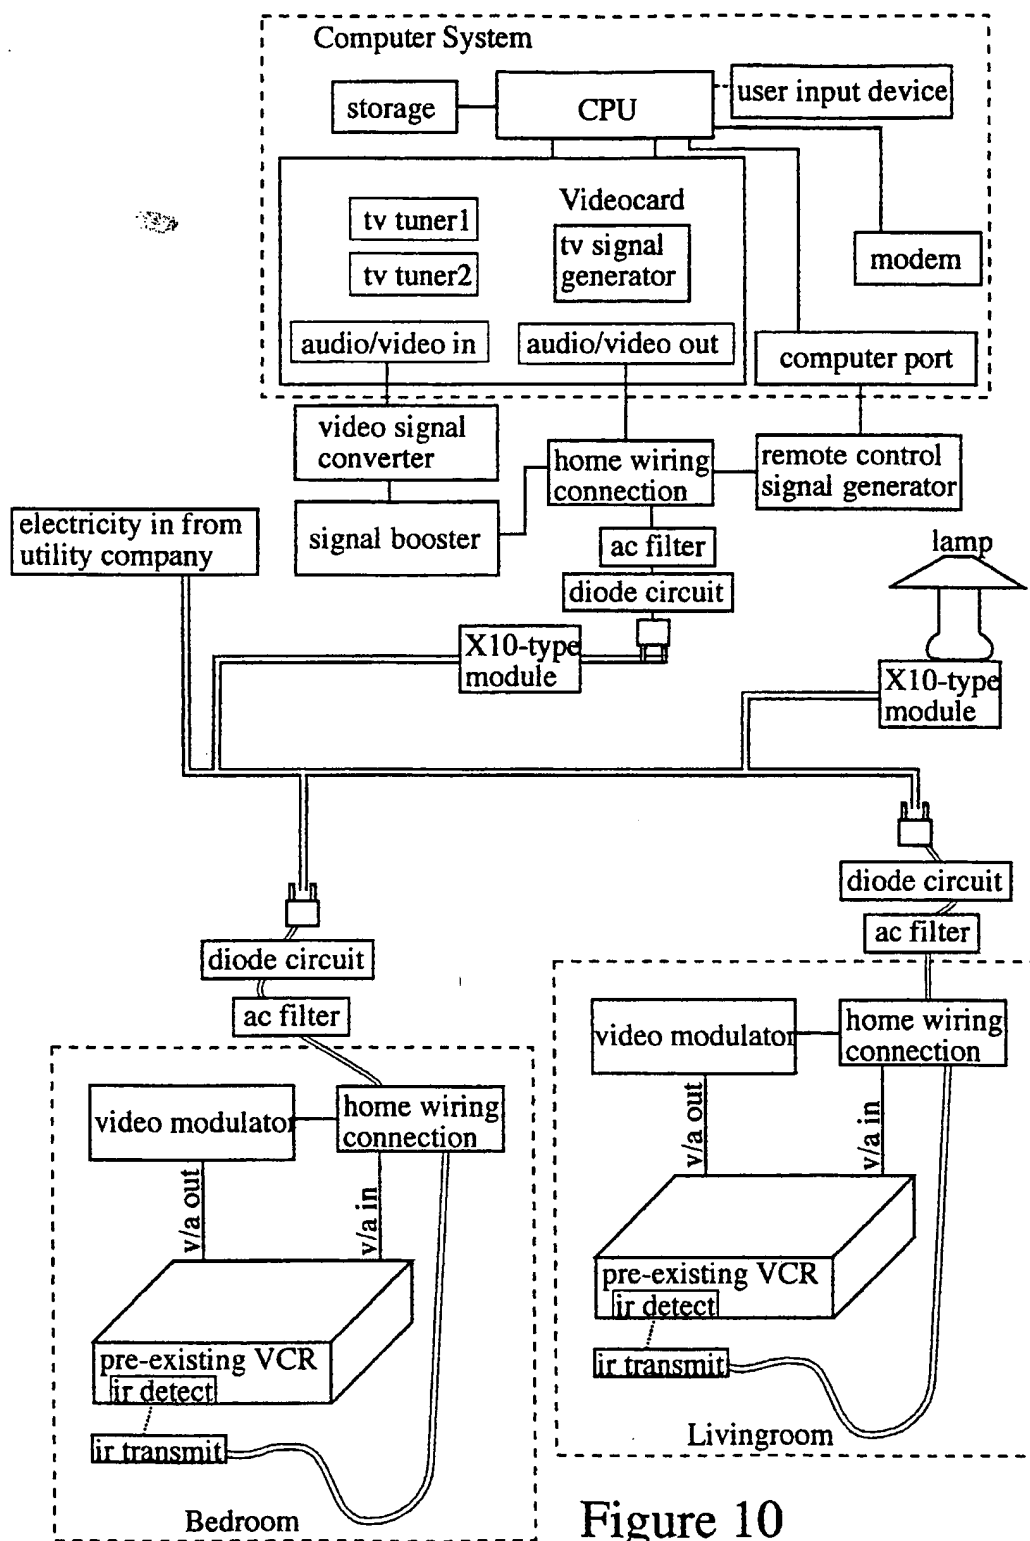 Computer System
storage
CPU
user input device
Videocard
tv tuner1
tv signal
generator
tv tuner2
modem
audio/video in
audio/video out
computer port
video signal
converter
home wiring
connection
remote control
signal generator
electricity in from
utility company
signal booster
ac filter
lamp
diode circuit
X10-type
module
X10-type
module
diode circuit
ac filter
diode circuit
ac filter
video modulator
home wiring
connection
v/a out
v/a in
pre-existing VCR
ir detect
ir transmit
Livingroom
video modulator
home wiring
connection
v/a out
v/a in
pre-existing VCR
ir detect
ir transmit
Bedroom
Figure 10